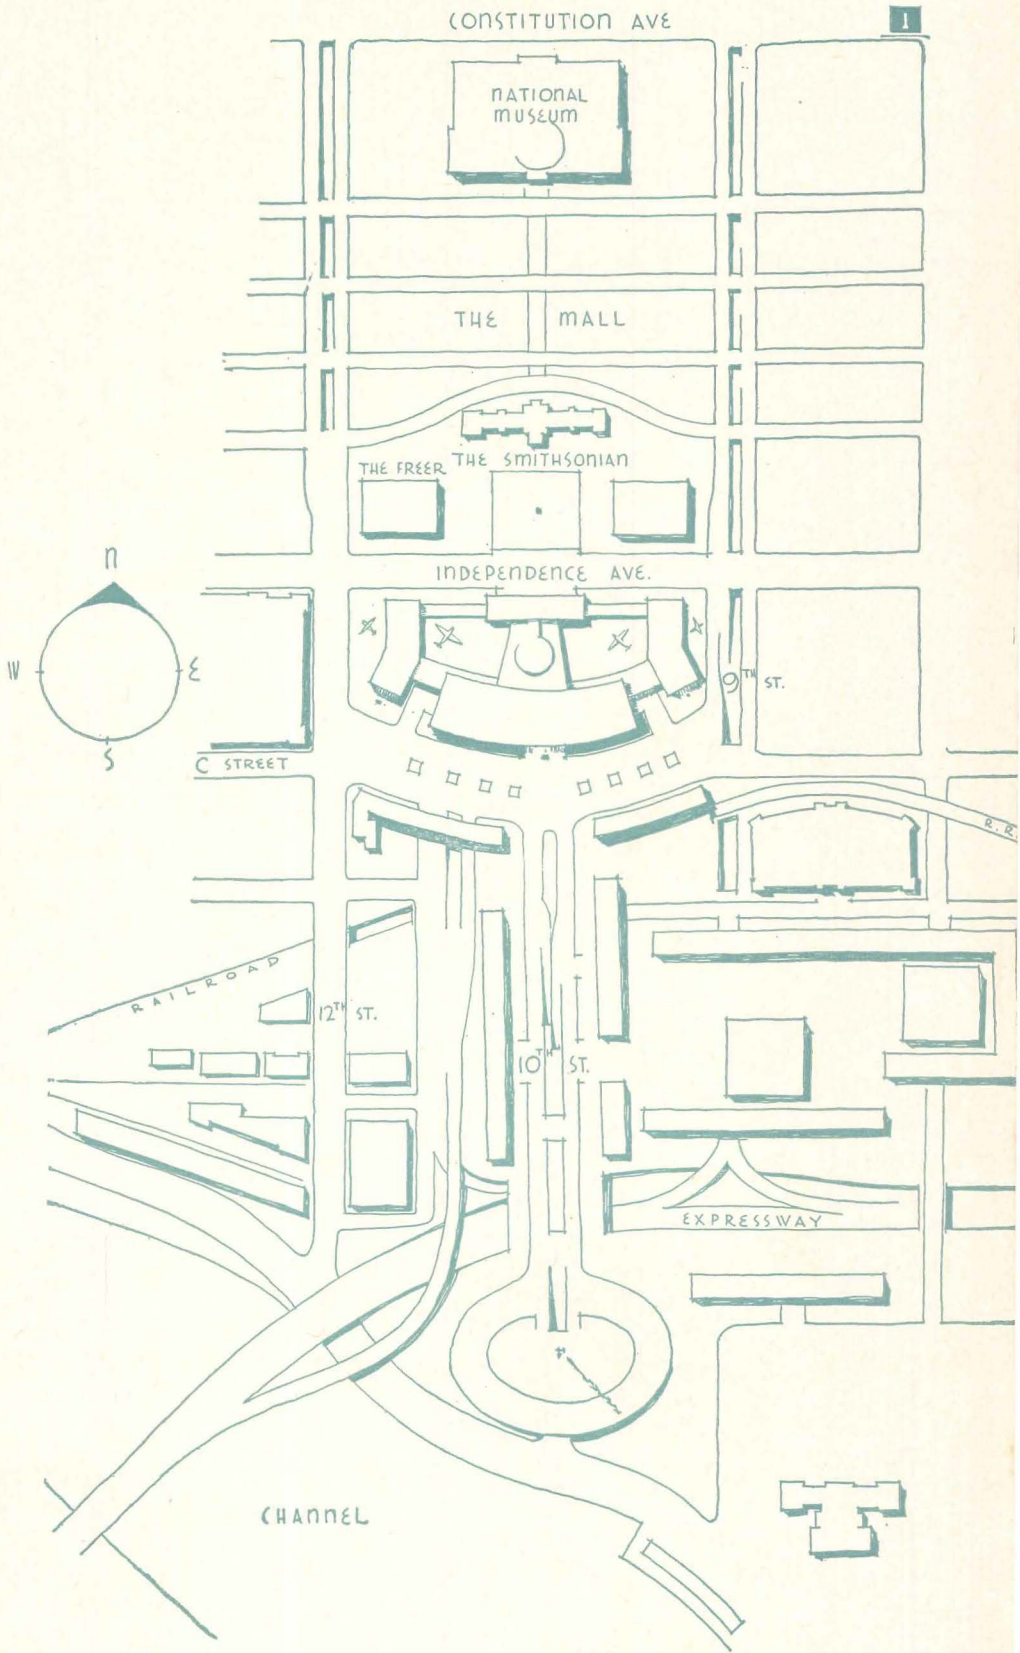 CONSTITUTION AVE
1
NATIONAL
MUSEUM
THE MALL
THE SMITHSONIAN
THE FREER
INDEPENDENCE AVE.
N
W
E
S
9TH ST.
C STREET
R.R.
RAILROAD
12TH ST.
10TH ST.
EXPRESSWAY
CHANNEL